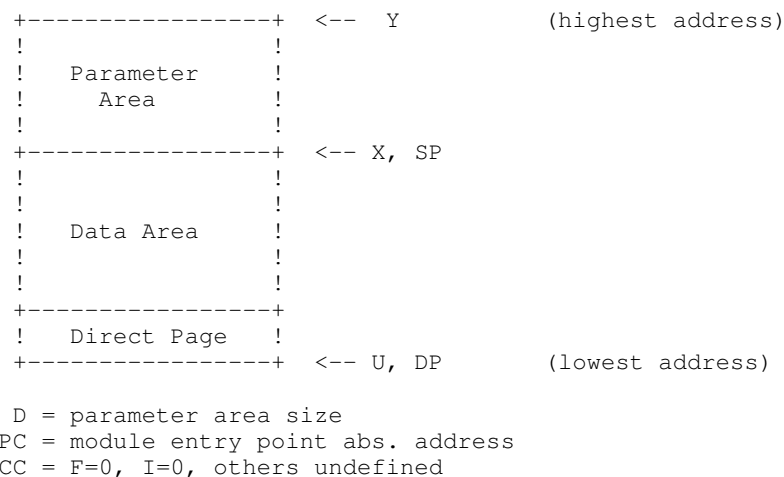 +-----------------+ <-- Y (highest address)
! !
! Parameter !
! Area !
! !
+-----------------+ <-- X, SP
! !
! !
! Data Area !
! !
! !
+-----------------+
! Direct Page !
+-----------------+ <-- U, DP (lowest address)
D = parameter area size
PC = module entry point abs. address
CC = F=0, I=0, others undefined